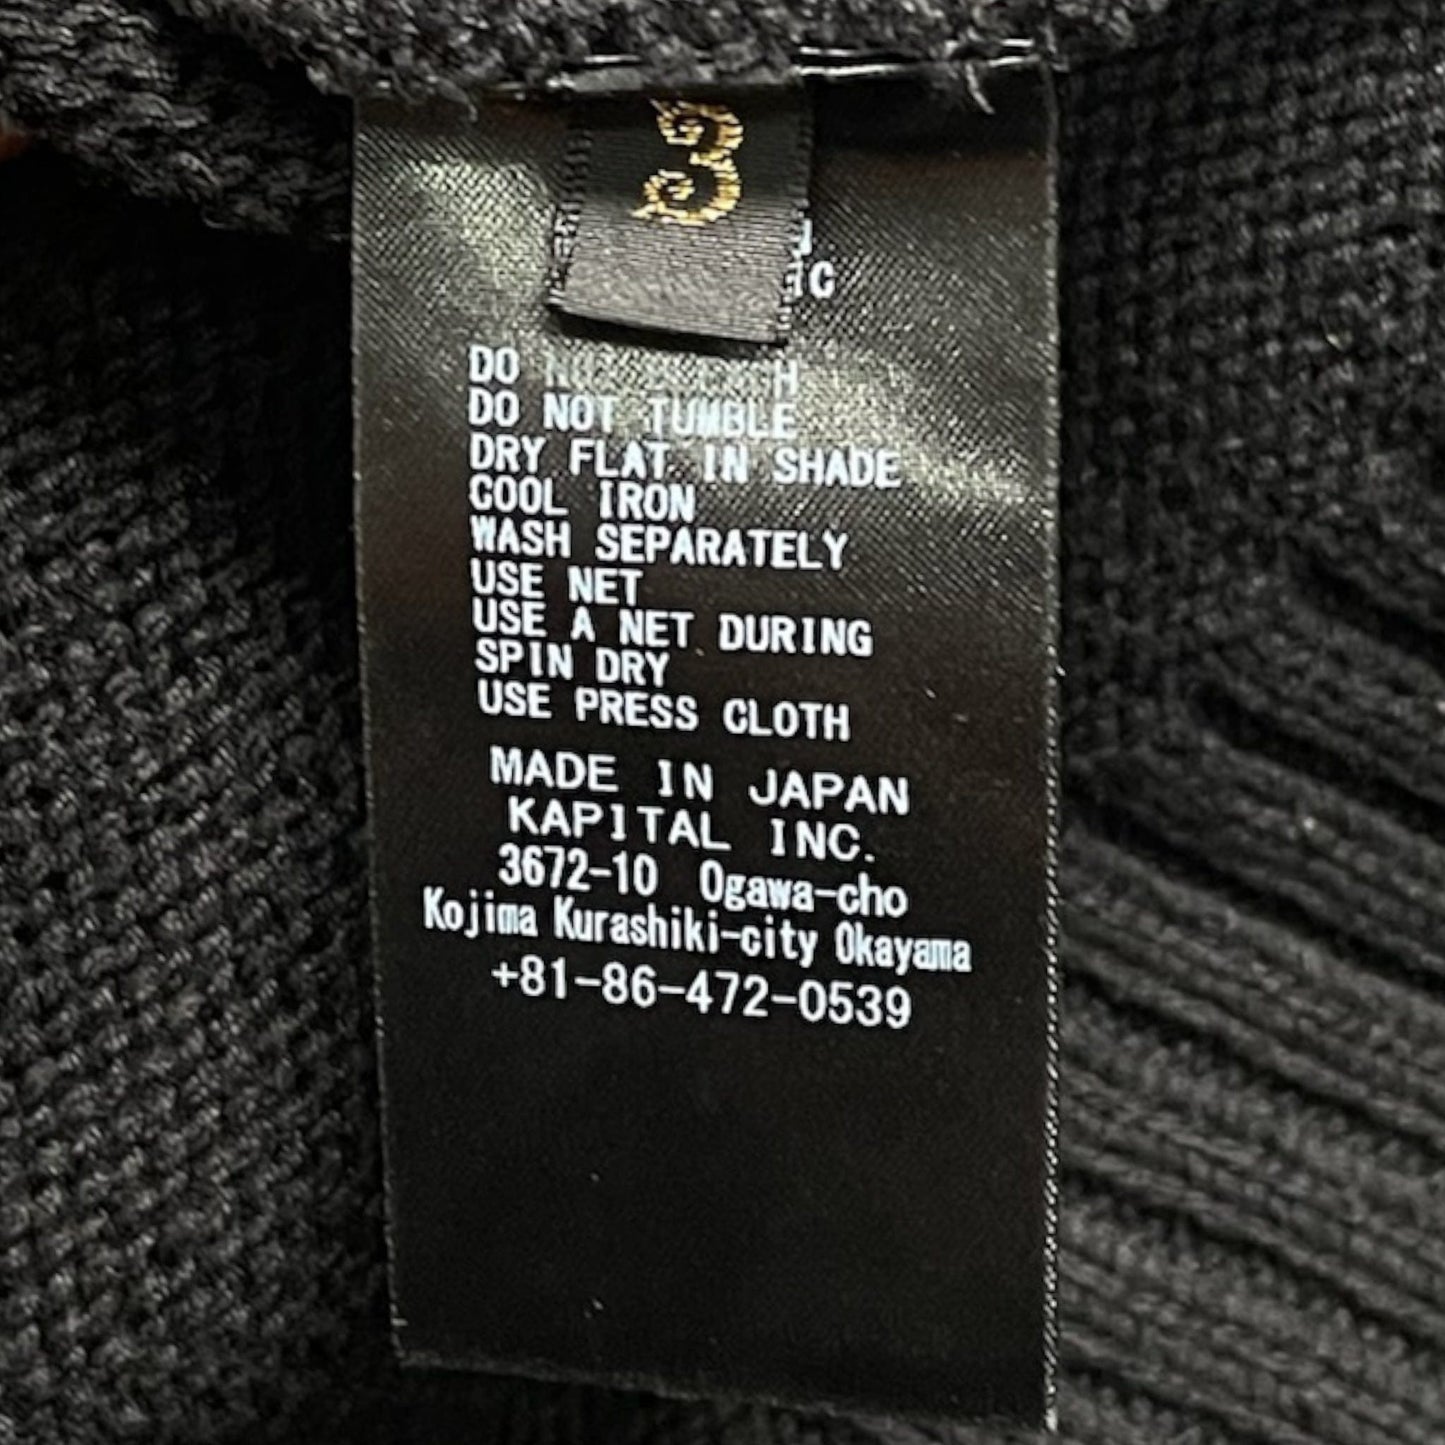 3
DO NOT BLEACH
DO NOT TUMBLE
DRY FLAT IN SHADE
COOL IRON
WASH SEPARATELY
USE NET
USE A NET DURING
SPIN DRY
USE PRESS CLOTH
MADE IN JAPAN
KAPITAL INC.
3672-10 Ogawa-cho
Kojima Kurashiki-city Okayama
+81-86-472-0539